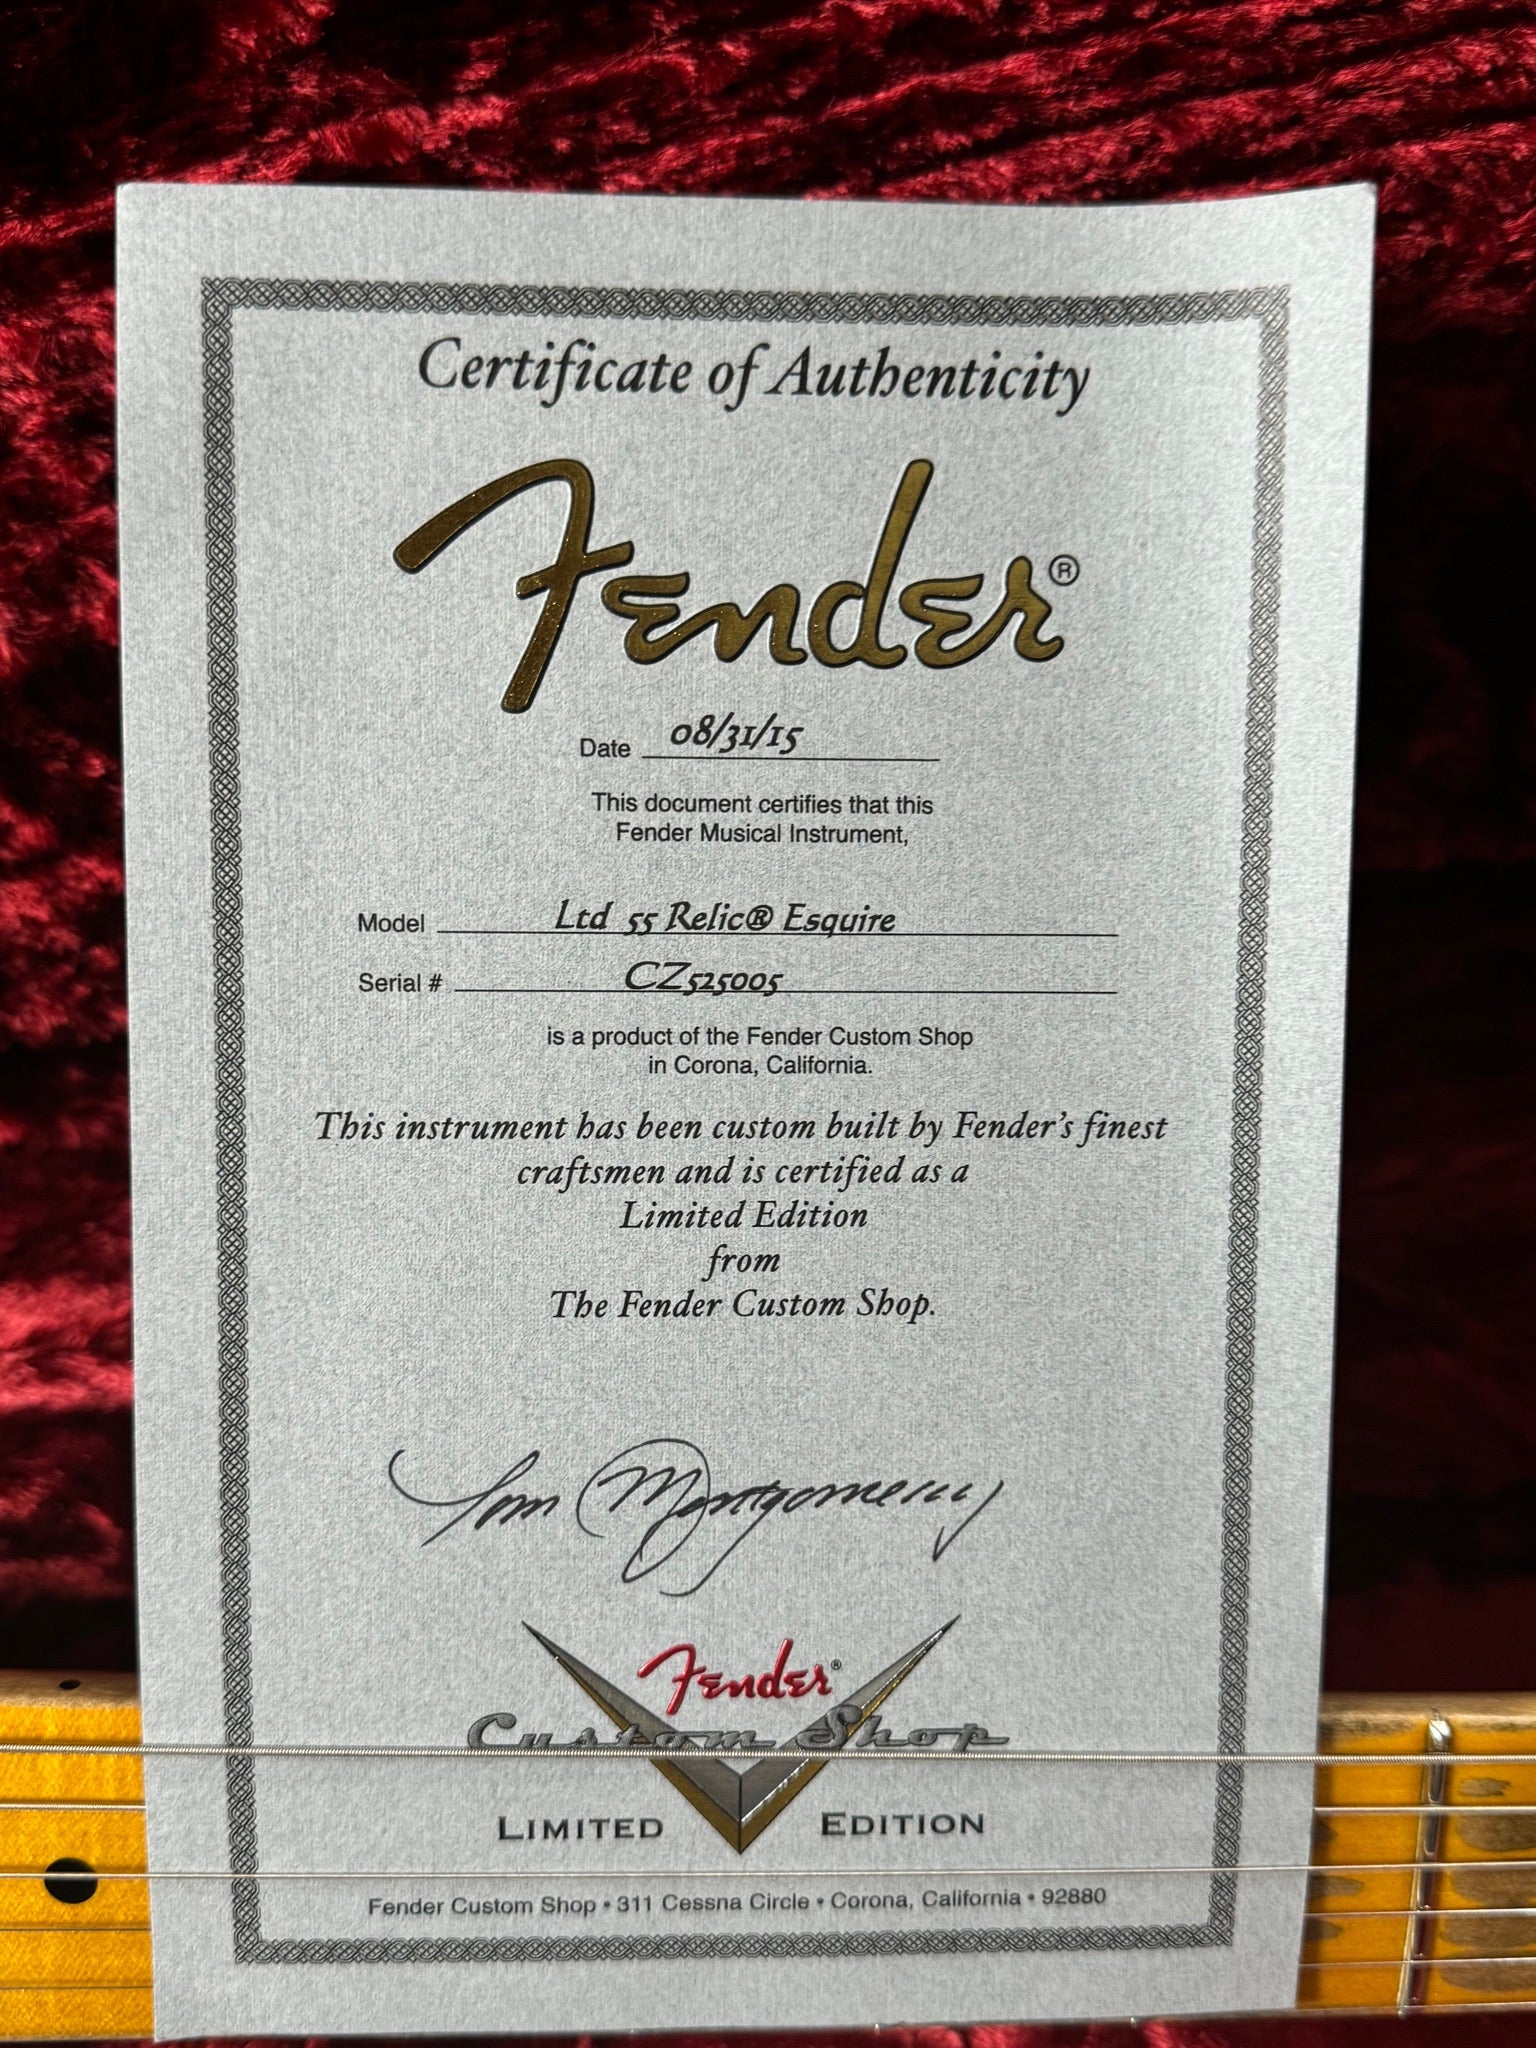 Certificate of Authenticity
Fender®
Date 08/31/15
This document certifies that this
Fender Musical Instrument,
Model Ltd 55 Relic® Esquire
Serial # CZ525005
is a product of the Fender Custom Shop
in Corona, California.
This instrument has been custom built by Fender's finest
craftsmen and is certified as a
Limited Edition
from
The Fender Custom Shop.
Tom Montgomery
Fender®
Custom Shop
LIMITED EDITION
Fender Custom Shop • 311 Cessna Circle • Corona, California • 92880